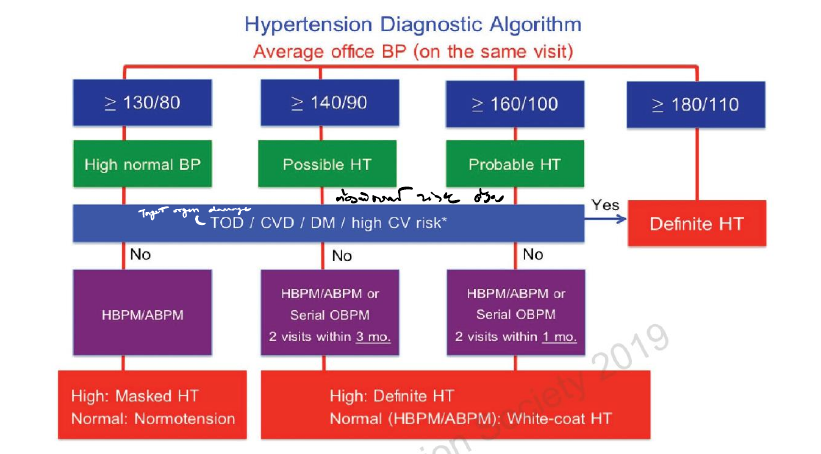 Hypertension Diagnostic Algorithm
Average office BP (on the same visit)
≥ 130/80
≥ 140/90
≥ 160/100
≥ 180/110
High normal BP
Possible HT
Probable HT
Target organ damage
TOD / CVD / DM / high CV risk*
Yes
Definite HT
No
No
No
HBPM/ABPM
HBPM/ABPM or
Serial OBPM
2 visits within 3 mo.
HBPM/ABPM or
Serial OBPM
2 visits within 1 mo.
High: Masked HT
Normal: Normotension
High: Definite HT
Normal (HBPM/ABPM): White-coat HT
Society 2019